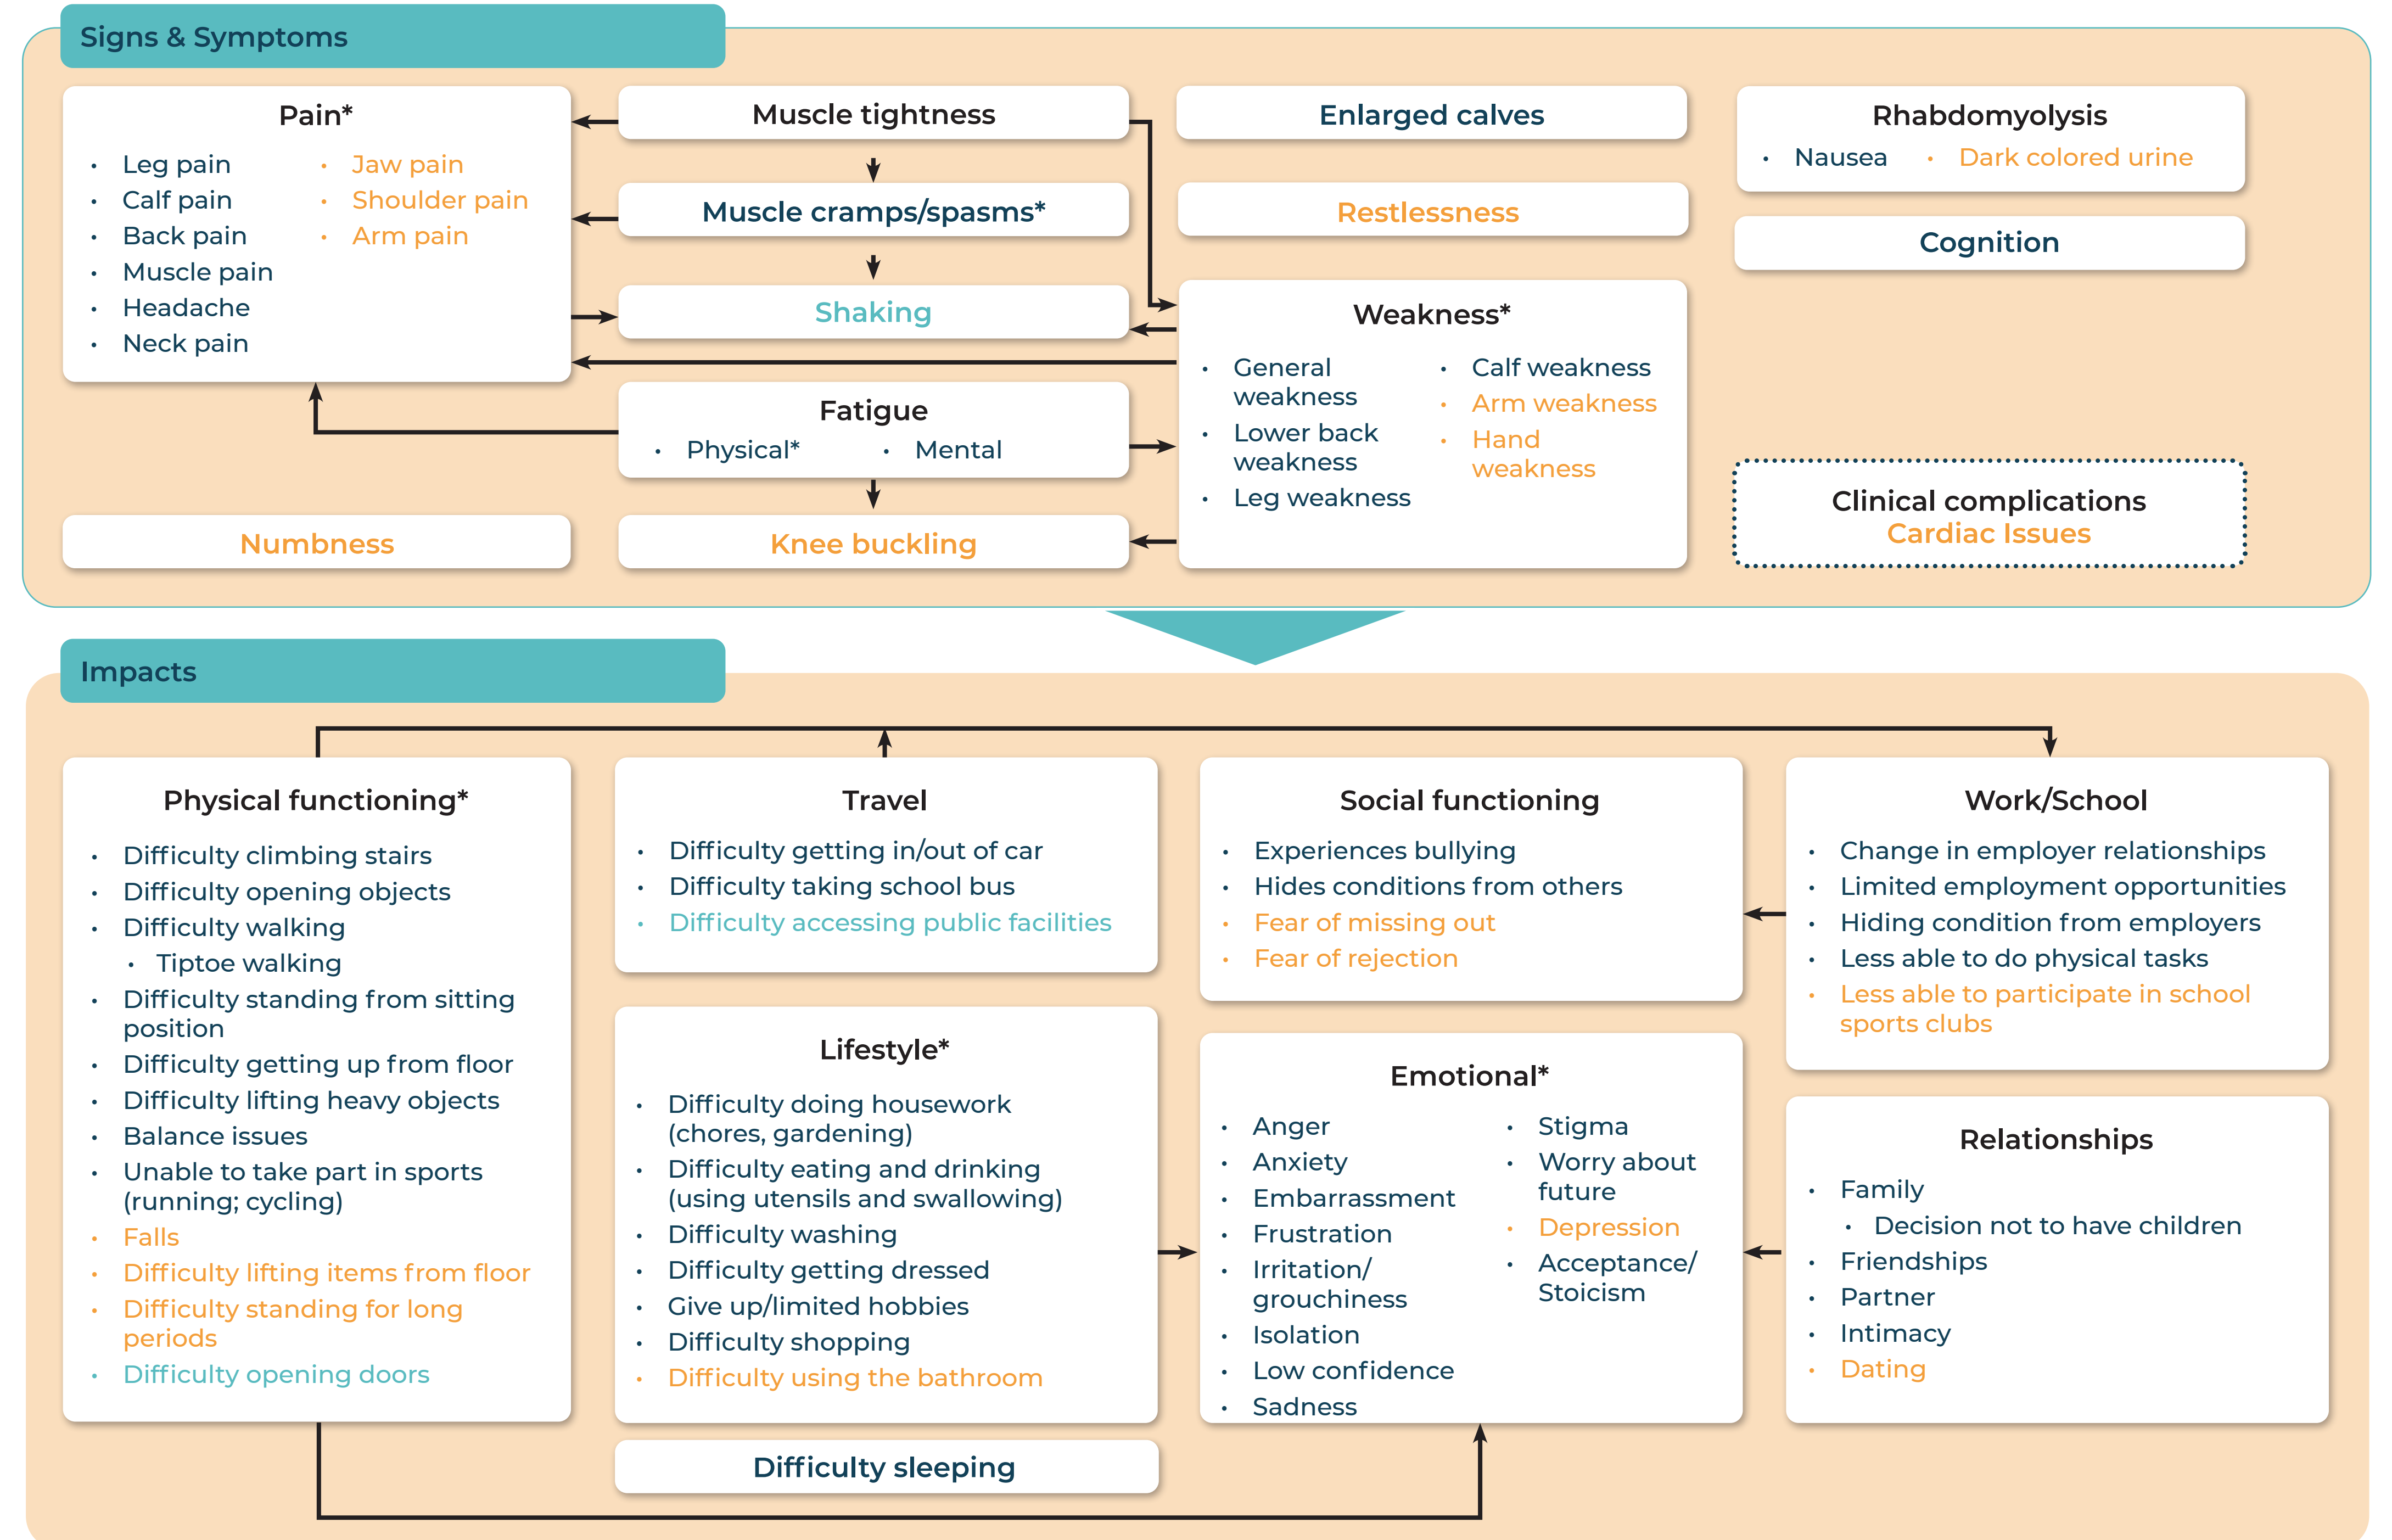 Signs & Symptoms
Pain*
• Leg pain
• Calf pain
• Back pain
• Muscle pain
• Headache
• Neck pain
• Jaw pain
• Shoulder pain
• Arm pain
Muscle tightness
Muscle cramps/spasms*
Shaking
Fatigue
• Physical*
• Mental
Numbness
Knee buckling
Enlarged calves
Restlessness
Weakness*
• General
weakness
• Lower back
weakness
• Leg weakness
• Calf weakness
• Arm weakness
• Hand
weakness
Rhabdomyolysis
• Nausea
• Dark colored urine
Cognition
Clinical complications
Cardiac Issues
Impacts
Physical functioning*
• Difficulty climbing stairs
• Difficulty opening objects
• Difficulty walking
• Tiptoe walking
• Difficulty standing from sitting
position
• Difficulty getting up from floor
• Difficulty lifting heavy objects
• Balance issues
• Unable to take part in sports
(running; cycling)
• Falls
• Difficulty lifting items from floor
• Difficulty standing for long
periods
• Difficulty opening doors
Travel
• Difficulty getting in/out of car
• Difficulty taking school bus
• Difficulty accessing public facilities
Lifestyle*
• Difficulty doing housework
(chores, gardening)
• Difficulty eating and drinking
(using utensils and swallowing)
• Difficulty washing
• Difficulty getting dressed
• Give up/limited hobbies
• Difficulty shopping
• Difficulty using the bathroom
Difficulty sleeping
Social functioning
• Experiences bullying
• Hides conditions from others
• Fear of missing out
• Fear of rejection
Emotional*
• Anger
• Anxiety
• Embarrassment
• Frustration
• Irritation/
grouchiness
• Isolation
• Low confidence
• Sadness
• Stigma
• Worry about
future
• Depression
• Acceptance/
Stoicism
Work/School
• Change in employer relationships
• Limited employment opportunities
• Hiding condition from employers
• Less able to do physical tasks
• Less able to participate in school
sports clubs
Relationships
• Family
• Decision not to have children
• Friendships
• Partner
• Intimacy
• Dating